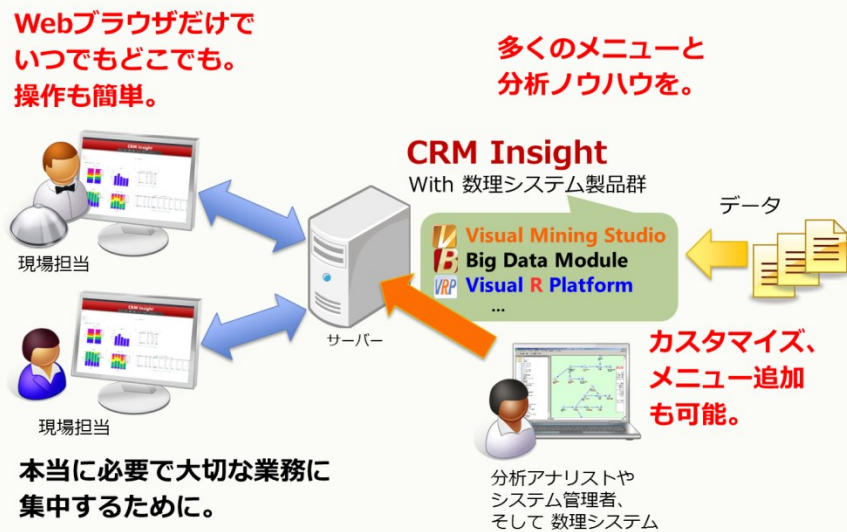 Webブラウザだけで
いつでもどこでも。
操作も簡単。
多くのメニューと
分析ノウハウを。
CRM Insight
With 数理システム製品群
Visual Mining Studio
Big Data Module
VRP Visual R Platform
...
データ
CRM Insight
現場担当
サーバー
CRM Insight
現場担当
カスタマイズ、
メニュー追加
も可能。
本当に必要で大切な業務に
集中するために。
分析アナリストや
システム管理者、
そして 数理システム